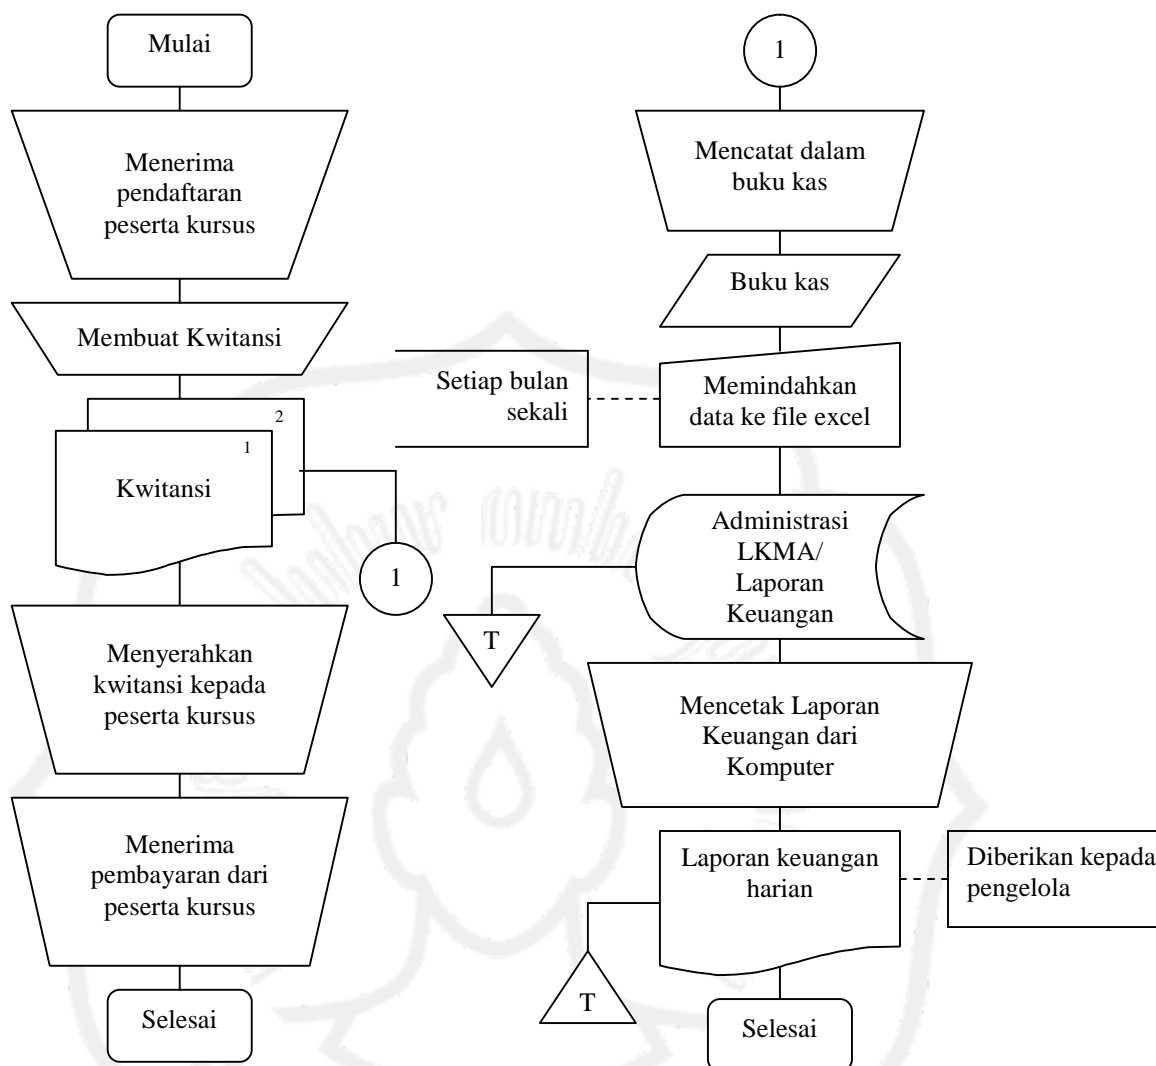 Mulai
Menerima
pendaftaran
peserta kursus
Membuat Kwitansi
2
1
Kwitansi
1
Menyerahkan
kwitansi kepada
peserta kursus
Menerima
pembayaran dari
peserta kursus
Selesai
1
Mencatat dalam
buku kas
Buku kas
Setiap bulan
sekali
Memindahkan
data ke file excel
Administrasi
LKMA/
Laporan
Keuangan
T
Mencetak Laporan
Keuangan dari
Komputer
Laporan keuangan
harian
Diberikan kepada
pengelola
T
Selesai